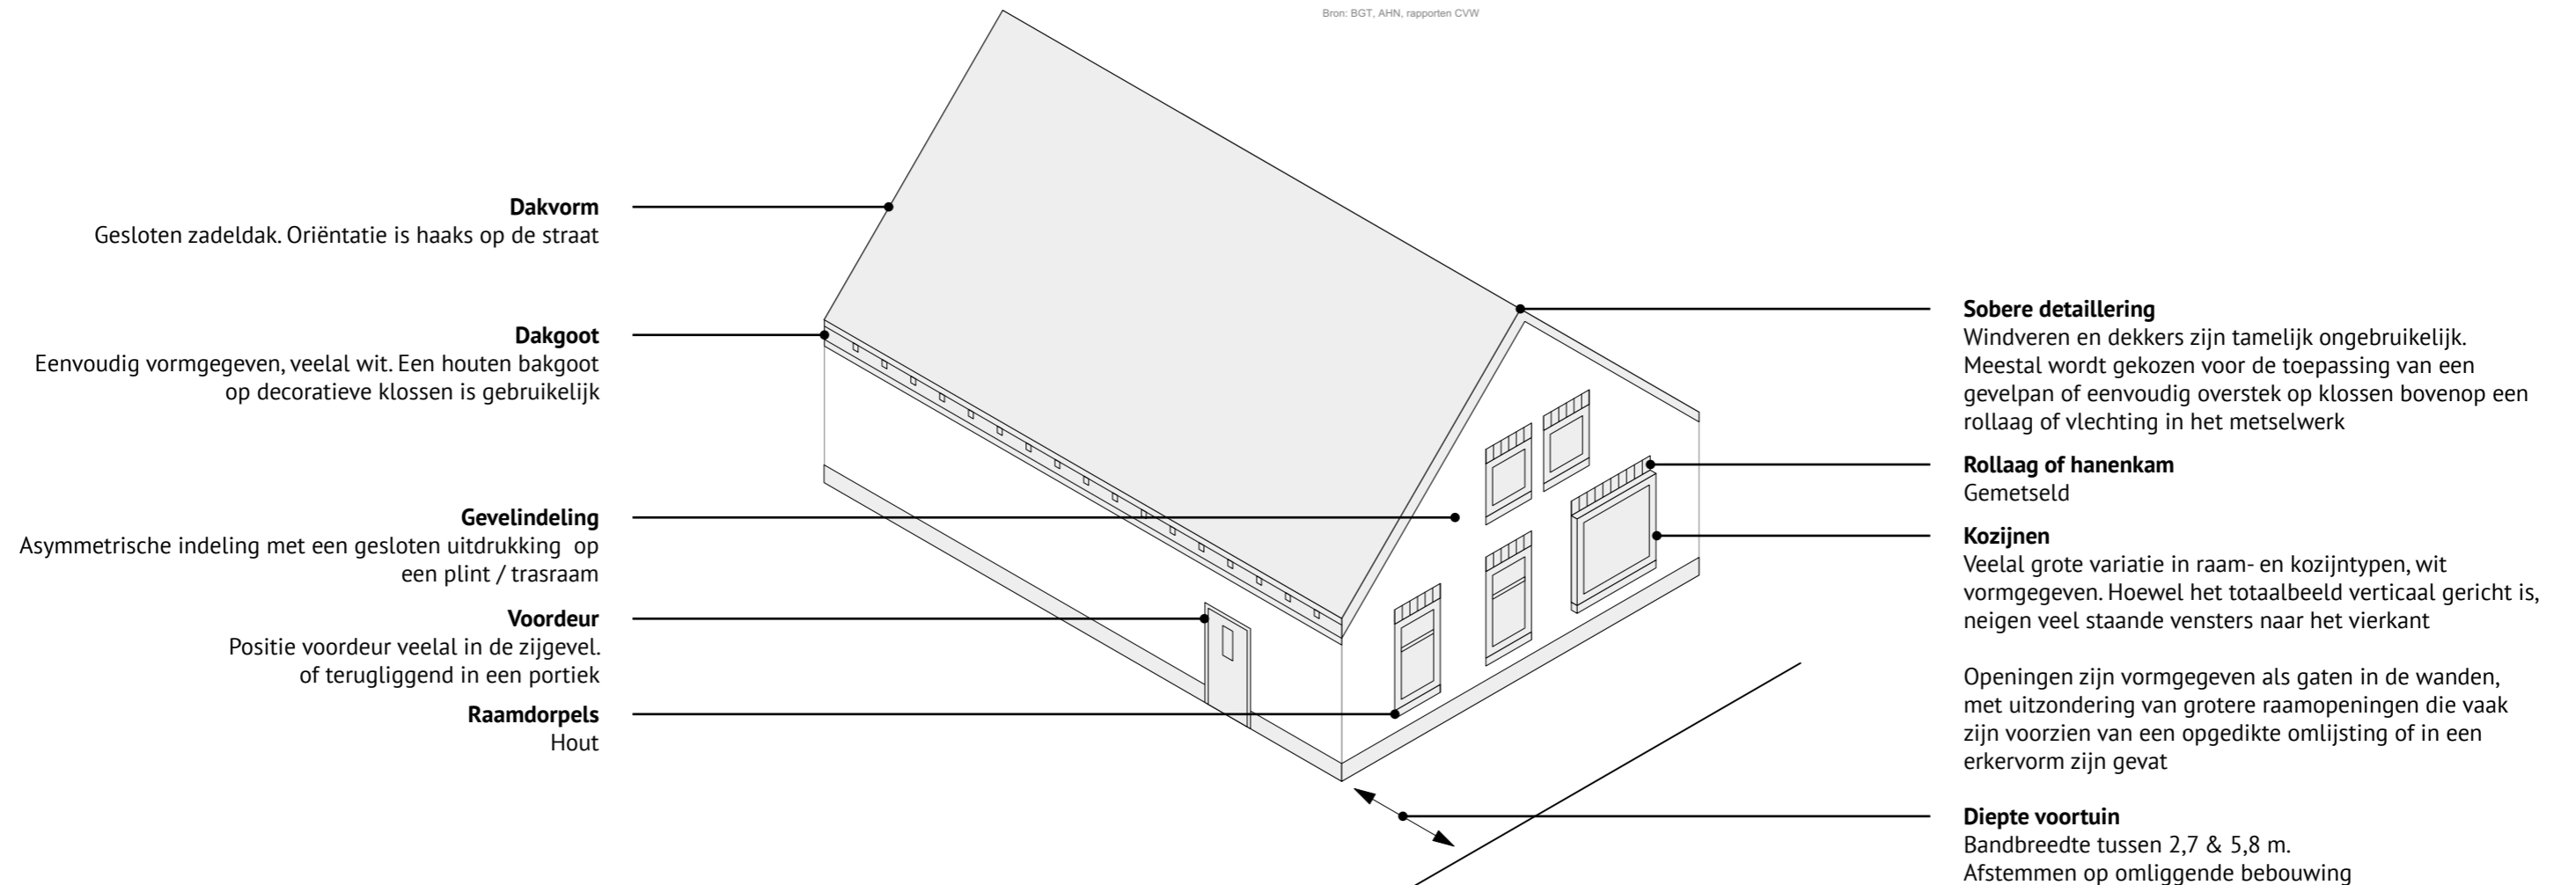 Bron: BGT, AHN, rapporten CVW
Dakvorm
Gesloten zadeldak. Oriëntatie is haaks op de straat
Dakgoot
Eenvoudig vormgegeven, veelal wit. Een houten bakgoot
op decoratieve klossen is gebruikelijk
Gevelindeling
Asymmetrische indeling met een gesloten uitdrukking op
een plint / trasraam
Voordeur
Positie voordeur veelal in de zijgevel.
of terugliggend in een portiek
Raamdorpels
Hout
Sobere detaillering
Windveren en dekkers zijn tamelijk ongebruikelijk.
Meestal wordt gekozen voor de toepassing van een
gevelpan of eenvoudig overstek op klossen bovenop een
rollaag of vlechting in het metselwerk
Rollaag of hanenkam
Gemetseld
Kozijnen
Veelal grote variatie in raam- en kozijntypen, wit
vormgegeven. Hoewel het totaalbeeld verticaal gericht is,
neigen veel staande vensters naar het vierkant
Openingen zijn vormgegeven als gaten in de wanden,
met uitzondering van grotere raamopeningen die vaak
zijn voorzien van een opgedikte omlijsting of in een
erkervorm zijn gevat
Diepte voortuin
Bandbreedte tussen 2,7 & 5,8 m.
Afstemmen op omliggende bebouwing